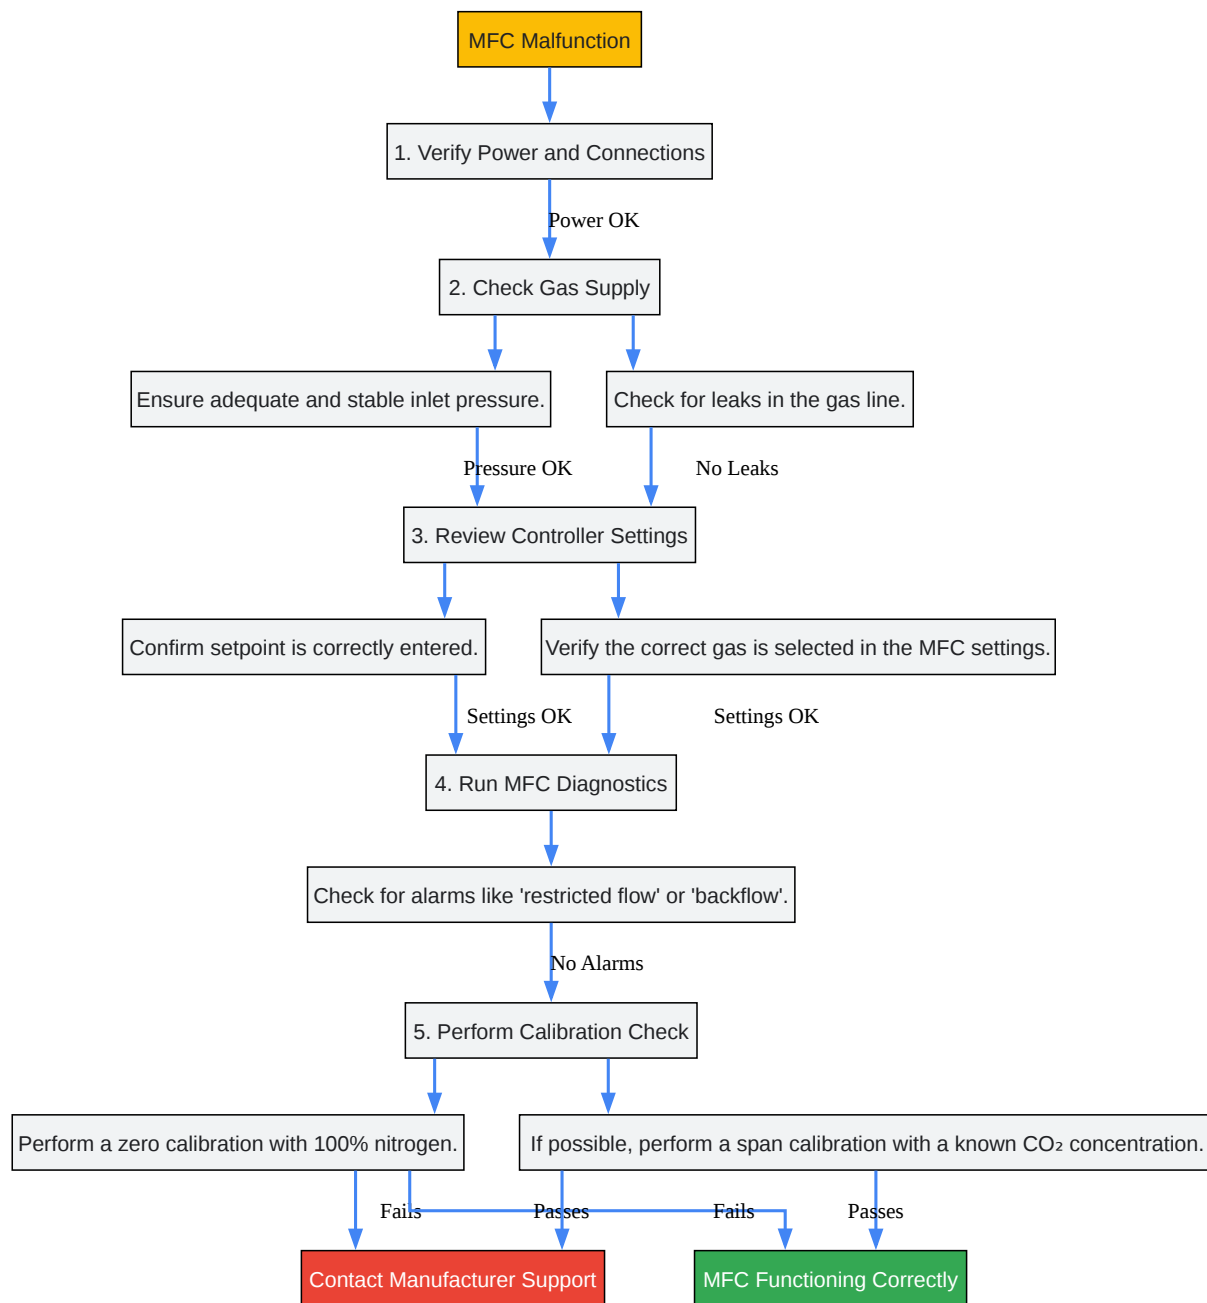 MFC Malfunction
1. Verify Power and Connections
Power OK
2. Check Gas Supply
Ensure adequate and stable inlet pressure.
Check for leaks in the gas line.
Pressure OK
No Leaks
3. Review Controller Settings
Confirm setpoint is correctly entered.
Verify the correct gas is selected in the MFC settings.
Settings OK
Settings OK
4. Run MFC Diagnostics
Check for alarms like 'restricted flow' or 'backflow'.
No Alarms
5. Perform Calibration Check
Perform a zero calibration with 100% nitrogen.
If possible, perform a span calibration with a known CO₂ concentration.
Fails
Passes
Fails
Passes
Contact Manufacturer Support
MFC Functioning Correctly